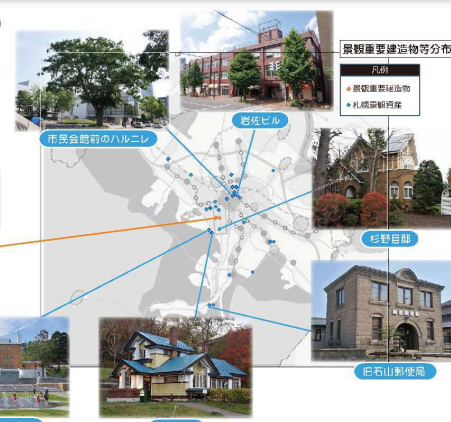 景観重要建造物等分布
凡例
景観重要建造物
札幌景観資産
市民会館前のハルニレ
岩佐ビル
杉野目邸
旧石山郵便局